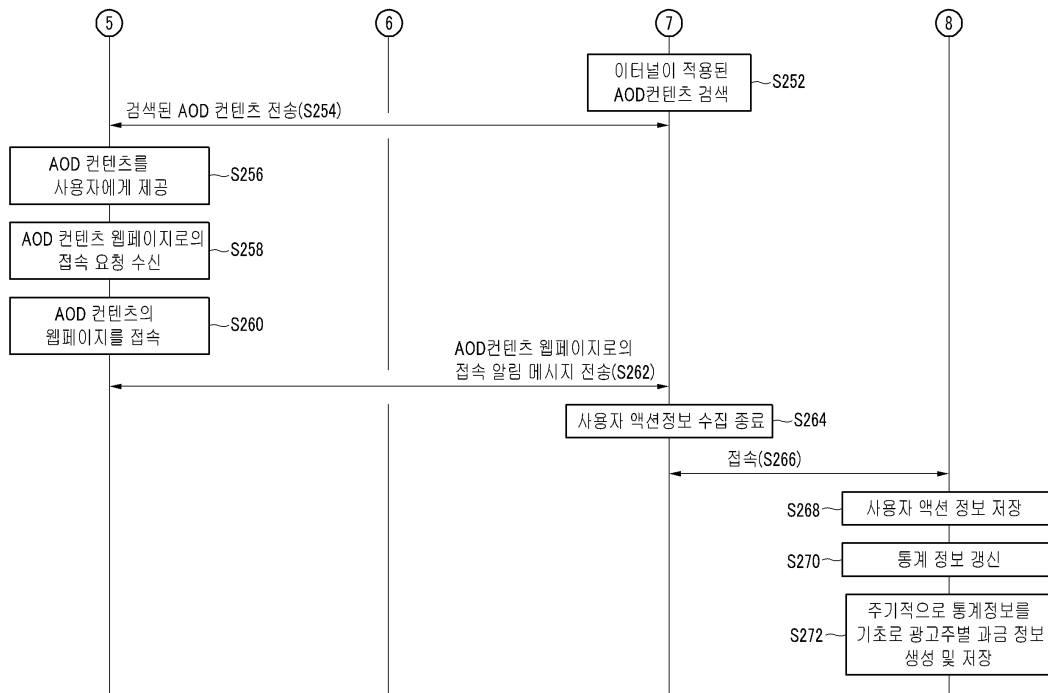 5
6
7
8
이터널이 적용된
AOD컨텐츠 검색
S252
검색된 AOD 컨텐츠 전송(S254)
AOD 컨텐츠를
사용자에게 제공
S256
AOD 컨텐츠 웹페이지로의
접속 요청 수신
S258
AOD 컨텐츠의
웹페이지를 접속
S260
AOD컨텐츠 웹페이지로의
접속 알림 메시지 전송(S262)
사용자 액션정보 수집 종료
S264
접속(S266)
S268
사용자 액션 정보 저장
S270
통계 정보 갱신
S272
주기적으로 통계정보를
기초로 광고주별 과금 정보
생성 및 저장